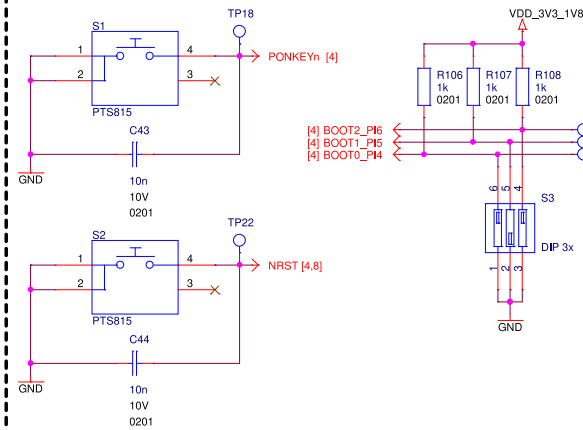 TP18
S1
1
4
PONKEYn [4]
2
3
PTS815
C43
GND
10n
10V
0201
TP22
S2
1
4
NRST [4,8]
2
3
PTS815
C44
GND
10n
10V
0201
VDD_3V3_1V8
R106
1k
0201
R107
1k
0201
R108
1k
0201
[4] BOOT2_PI6
[4] BOOT1_PI5
[4] BOOT0_PI4
6
5
4
S3
DIP 3x
1
2
3
GND